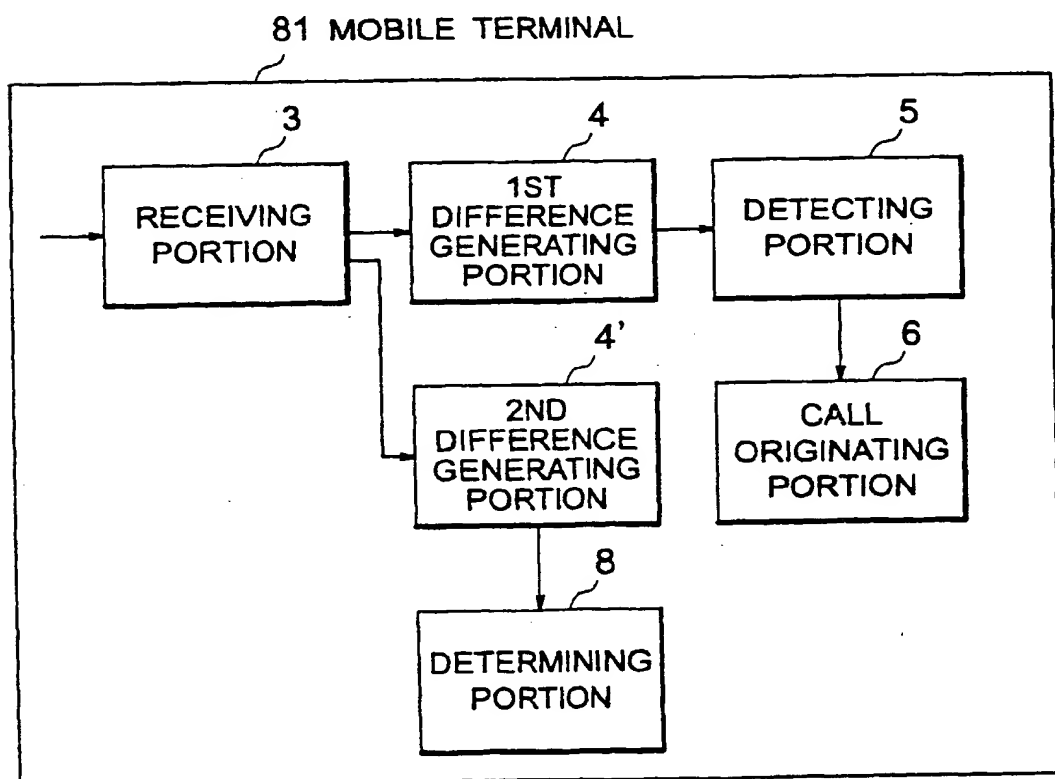 81 MOBILE TERMINAL
3
RECEIVING
PORTION
4
1ST
DIFFERENCE
GENERATING
PORTION
5
DETECTING
PORTION
4'
2ND
DIFFERENCE
GENERATING
PORTION
6
CALL
ORIGINATING
PORTION
8
DETERMINING
PORTION